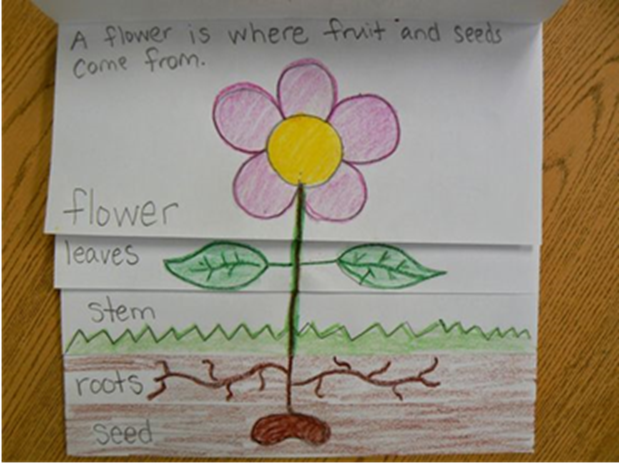 A flower is where fruit and seeds
come from.
flower
leaves
stem
roots
seed